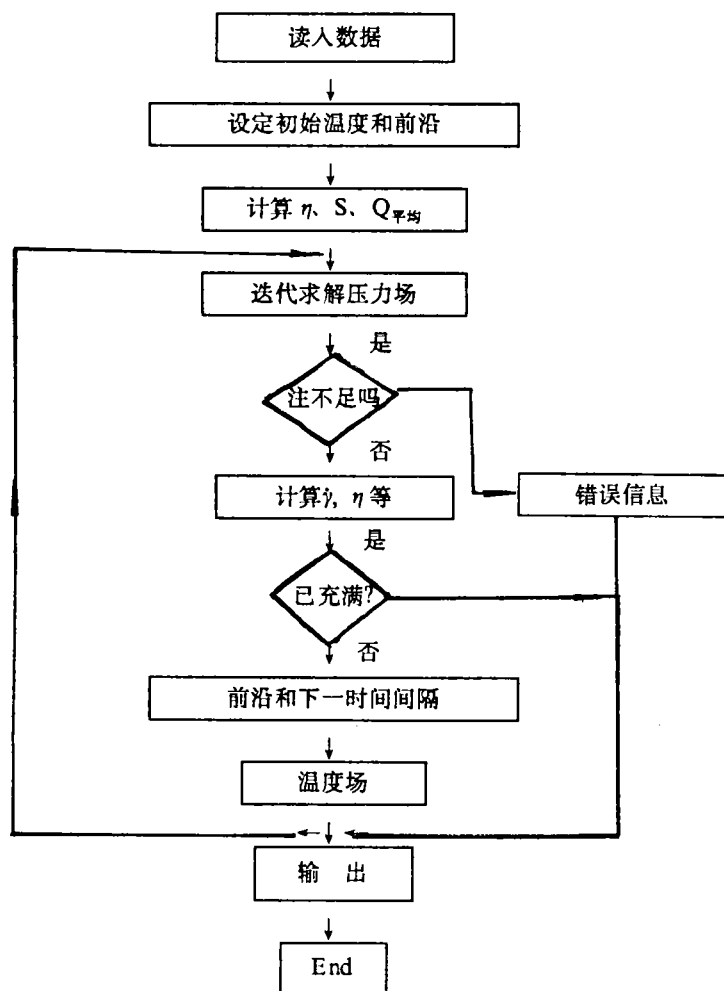 读入数据
设定初始温度和前沿
计算 η、S、Q平均
迭代求解压力场
是
注不足吗
否
计算γ̇, η 等
错误信息
是
已充满?
否
前沿和下一时间间隔
温度场
输 出
End